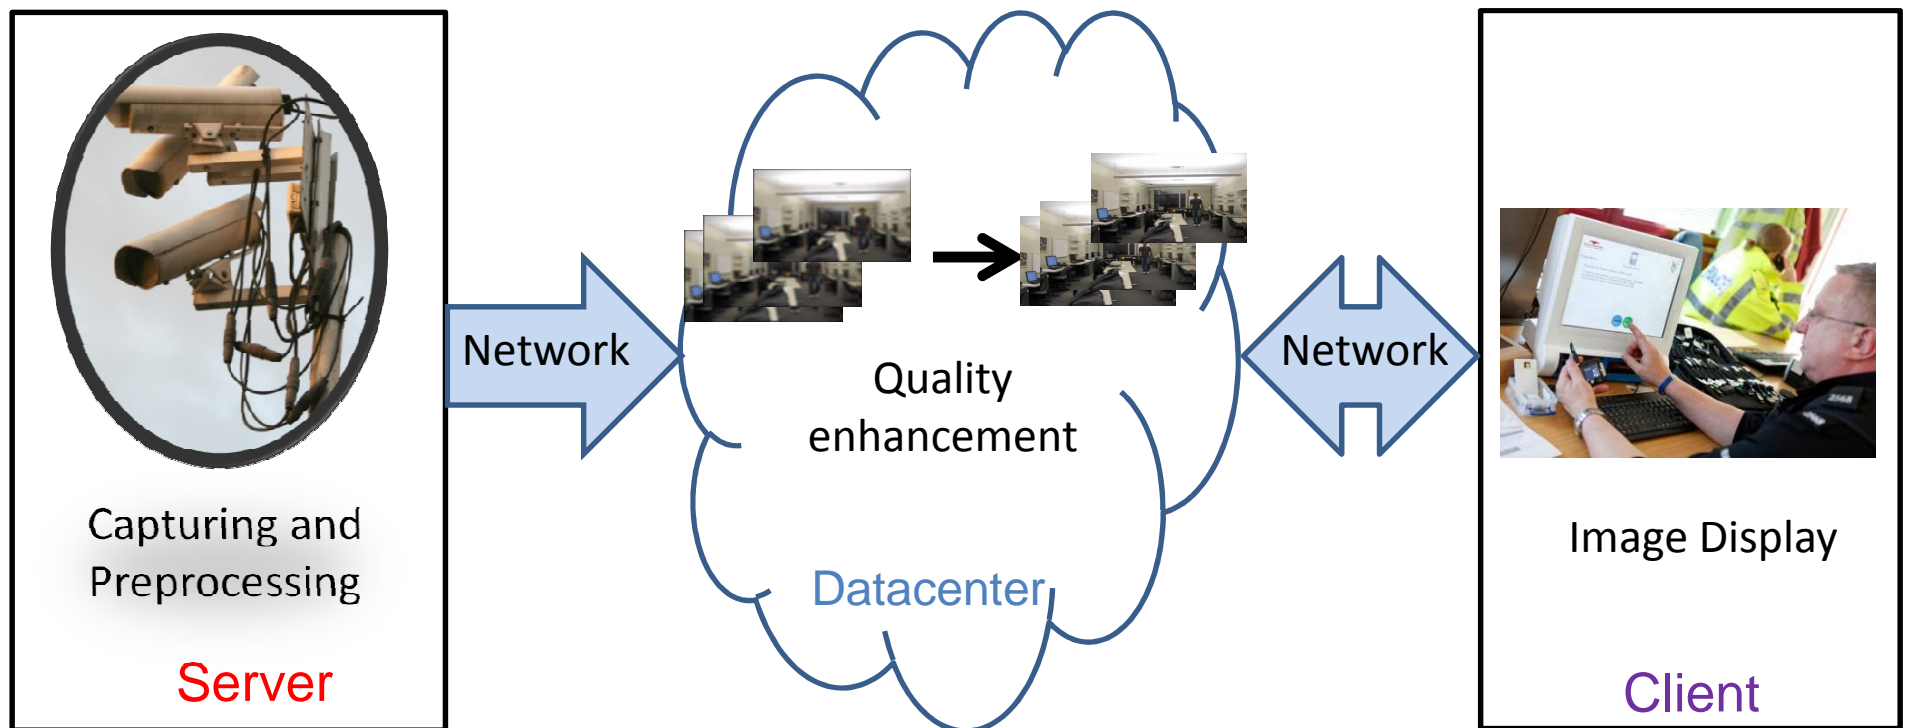 Capturing and
Preprocessing
Server
Network
Quality
enhancement
Datacenter
Network
Image Display
Client